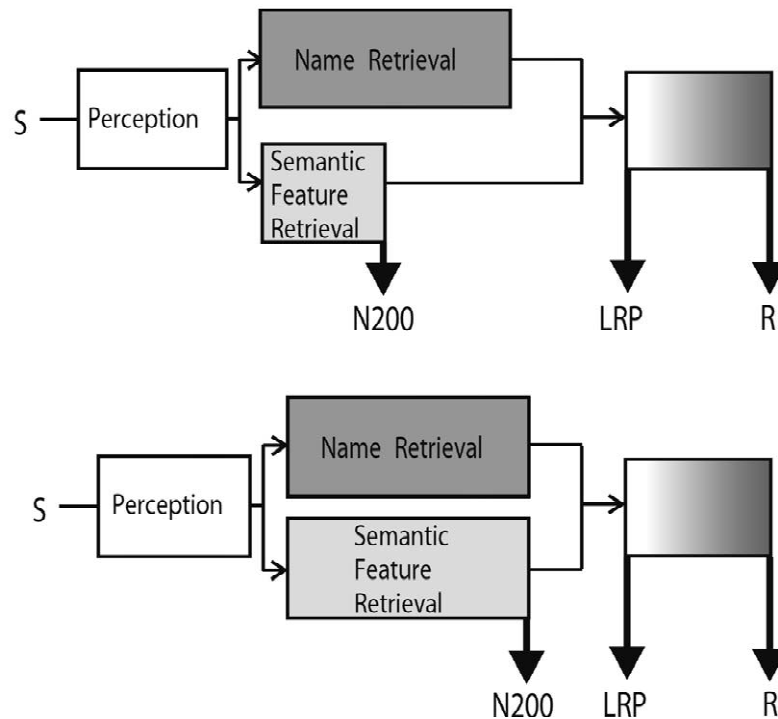 Name Retrieval
S
Perception
Semantic
Feature
Retrieval
N200
LRP
R
Name Retrieval
S
Perception
Semantic
Feature
Retrieval
N200
LRP
R